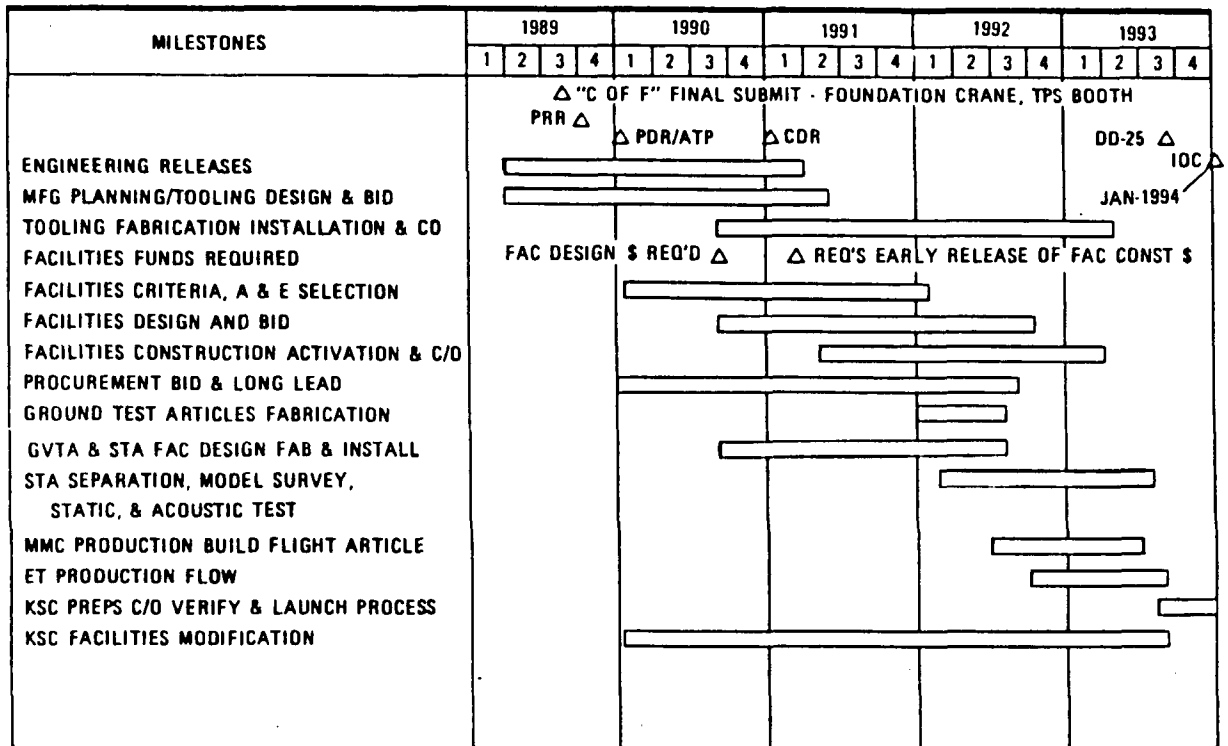 MILESTONES
1989 1990 1991 1992 1993
1 2 3 4 1 2 3 4 1 2 3 4 1 2 3 4 1 2 3 4
"C OF F" FINAL SUBMIT - FOUNDATION CRANE, TPS BOOTH
PRR
PDR/ATP CDR DD-25
ENGINEERING RELEASES IOC
MFG PLANNING/TOOLING DESIGN & BID JAN-1994
TOOLING FABRICATION INSTALLATION & CO
FACILITIES FUNDS REQUIRED FAC DESIGN $ REQ'D REQ'S EARLY RELEASE OF FAC CONST $
FACILITIES CRITERIA, A & E SELECTION
FACILITIES DESIGN AND BID
FACILITIES CONSTRUCTION ACTIVATION & C/O
PROCUREMENT BID & LONG LEAD
GROUND TEST ARTICLES FABRICATION
GVTA & STA FAC DESIGN FAB & INSTALL
STA SEPARATION, MODEL SURVEY,
STATIC, & ACOUSTIC TEST
MMC PRODUCTION BUILD FLIGHT ARTICLE
ET PRODUCTION FLOW
KSC PREPS C/O VERIFY & LAUNCH PROCESS
KSC FACILITIES MODIFICATION